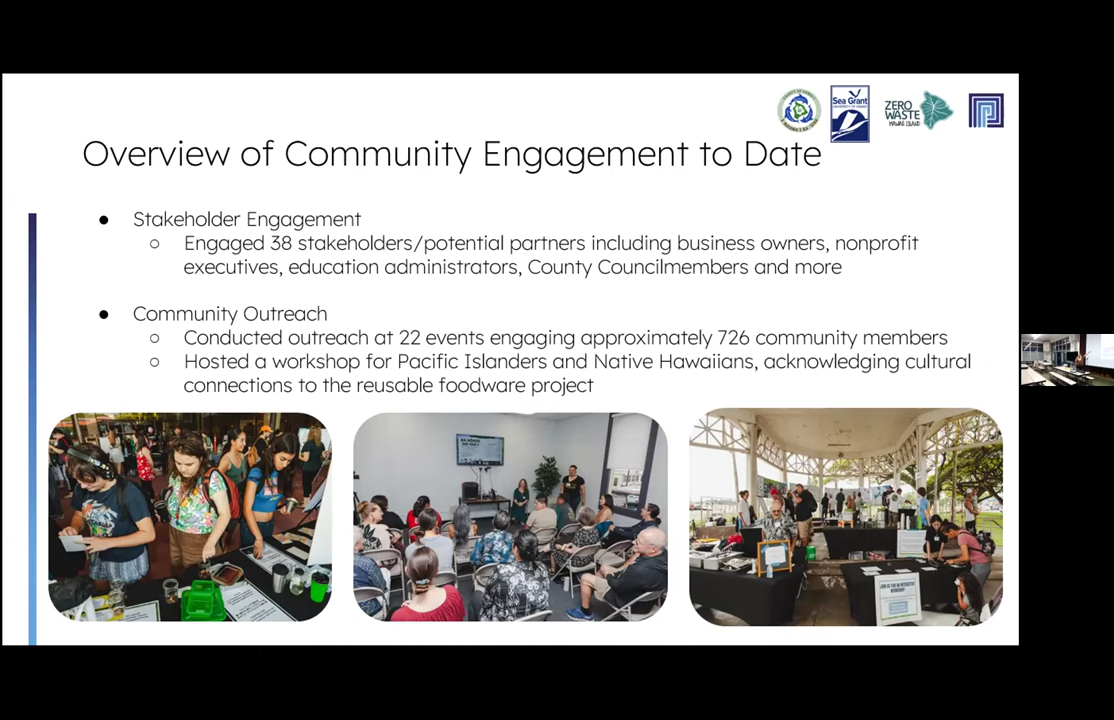 Sea Grant
ZERO
WASTE
HAWAI'I ISLAND
Overview of Community Engagement to Date
● Stakeholder Engagement
○ Engaged 38 stakeholders/potential partners including business owners, nonprofit
executives, education administrators, County Councilmembers and more
● Community Outreach
○ Conducted outreach at 22 events engaging approximately 726 community members
○ Hosted a workshop for Pacific Islanders and Native Hawaiians, acknowledging cultural
connections to the reusable foodware project